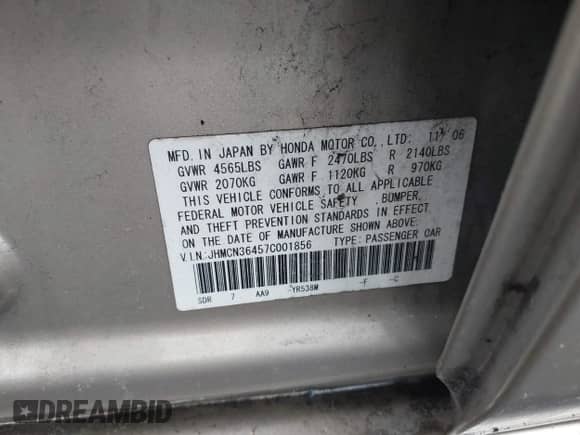 MFD. IN JAPAN BY HONDA MOTOR CO., LTD. 11/06
GVWR 4565LBS GAWR F 2470LBS R 2140LBS
GVWR 2070KG GAWR F 1120KG R 970KG
THIS VEHICLE CONFORMS TO ALL APPLICABLE
FEDERAL MOTOR VEHICLE SAFETY BUMPER,
AND THEFT PREVENTION STANDARDS IN EFFECT
ON THE DATE OF MANUFACTURE SHOWN ABOVE.
V.I.N.:JHMCN36457C001856 TYPE: PASSENGER CAR
SDR 7 AA9 -YR538M -F -C
DREAMBID